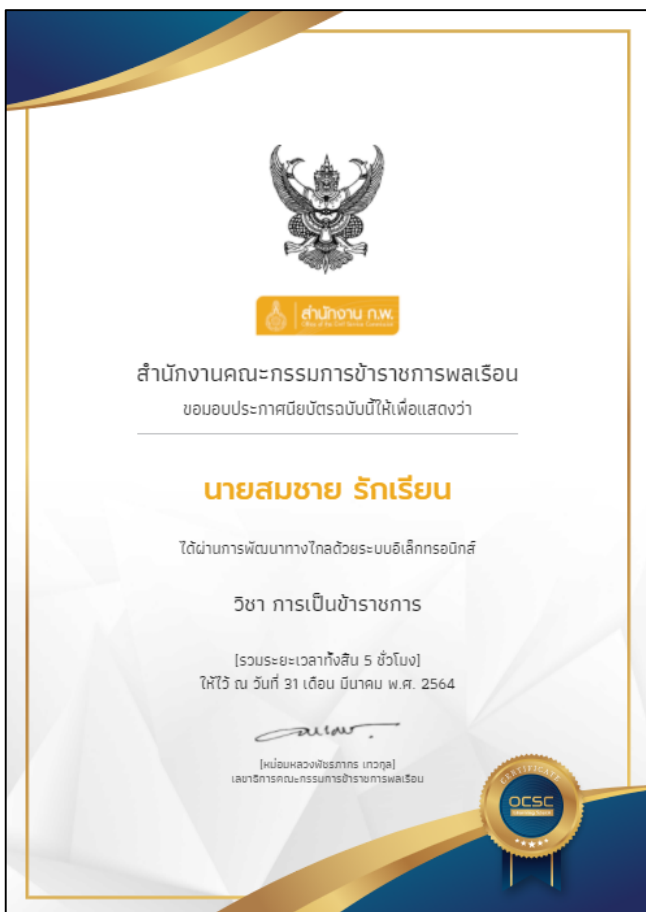 สำนักงาน ก.พ.
Office of the Civil Service Commission
สำนักงานคณะกรรมการข้าราชการพลเรือน
ขอมอบประกาศนียบัตรฉบับนี้ให้เพื่อแสดงว่า
นายสมชาย รักเรียน
ได้ผ่านการพัฒนาทางไกลด้วยระบบอิเล็กทรอนิกส์
วิชา การเป็นข้าราชการ
[รวมระยะเวลาทั้งสิ้น 5 ชั่วโมง]
ให้ไว้ ณ วันที่ 31 เดือน มีนาคม พ.ศ. 2564
[หม่อมหลวงพัชรภากร เทวกุล]
เลขาธิการคณะกรรมการข้าราชการพลเรือน
CERTIFICATE
OCSC